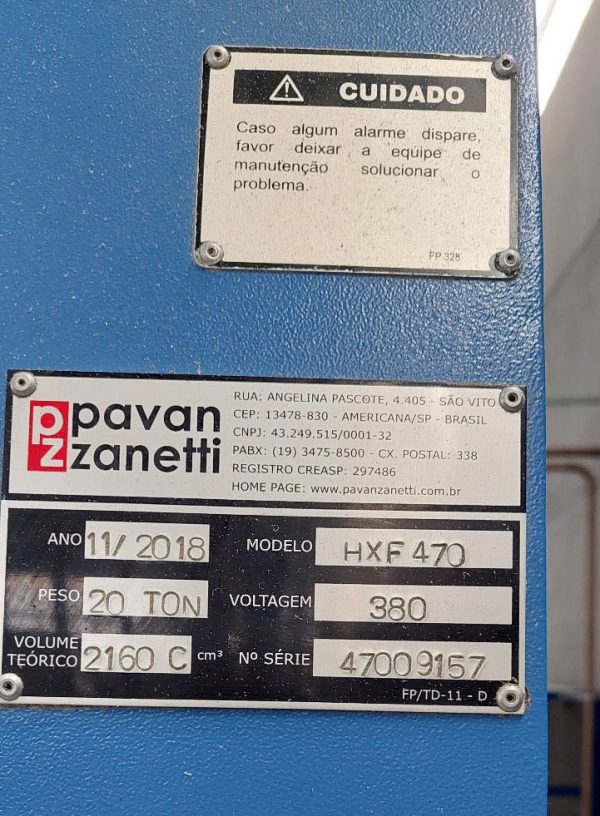 CUIDADO
Caso algum alarme dispare,
favor deixar a equipe de
manutenção solucionar o
problema.
PP 328
pz pavan zanetti
RUA: ANGELINA PASCOTE, 4.405 - SÃO VITO
CEP: 13478-830 - AMERICANA/SP - BRASIL
CNPJ: 43.249.515/0001-32
PABX: (19) 3475-8500 - CX. POSTAL: 338
REGISTRO CREASP: 297486
HOME PAGE: www.pavanzanetti.com.br
ANO 11/2018 MODELO HXF 470
PESO 20 TON VOLTAGEM 380
VOLUME TEÓRICO 2160 C cm³ Nº SÉRIE 47009157
FP/TD-11 - D